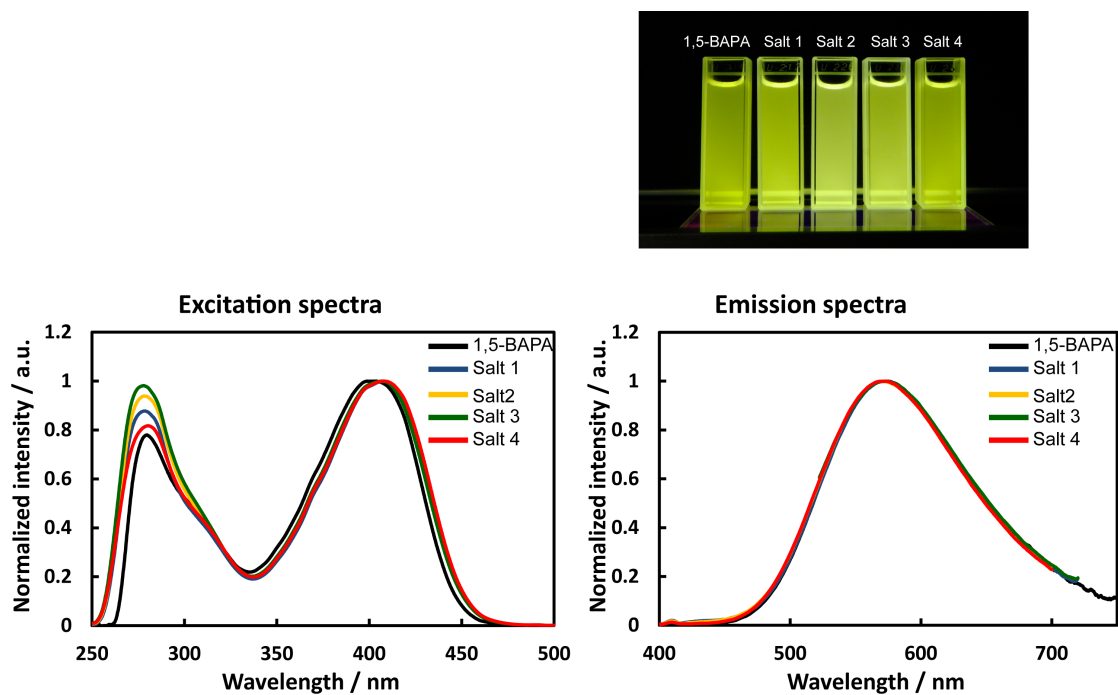 1,5-BAPA Salt 1 Salt 2 Salt 3 Salt 4
Excitation spectra
Normalized intensity / a.u.
1.2
1
0.8
0.6
0.4
0.2
0
1,5-BAPA
Salt 1
Salt2
Salt 3
Salt 4
250 300 350 400 450 500
Wavelength / nm
Emission spectra
Normalized intensity / a.u.
1.2
1
0.8
0.6
0.4
0.2
0
1,5-BAPA
Salt 1
Salt2
Salt 3
Salt 4
400 500 600 700
Wavelength / nm